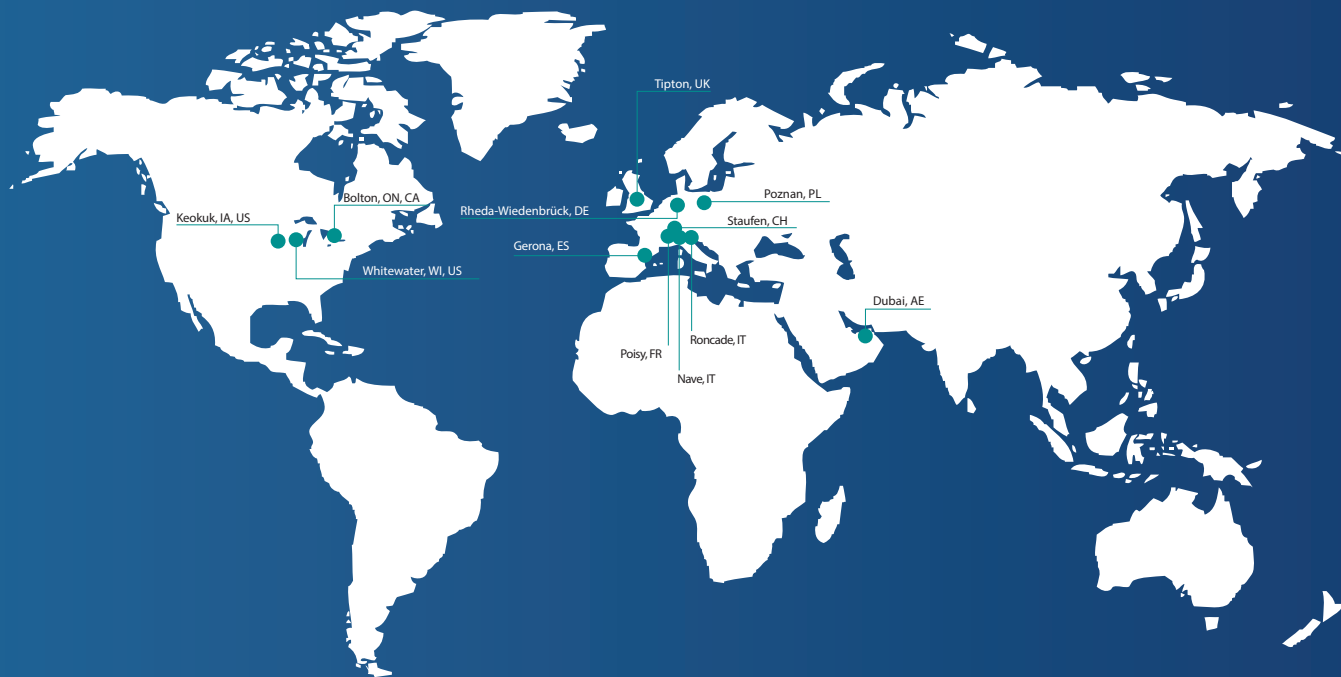 Tipton, UK
Poznan, PL
Bolton, ON, CA
Rheda-Wiedenbrück, DE
Keokuk, IA, US
Staufen, CH
Gerona, ES
Whitewater, WI, US
Dubai, AE
Roncade, IT
Poisy, FR
Nave, IT